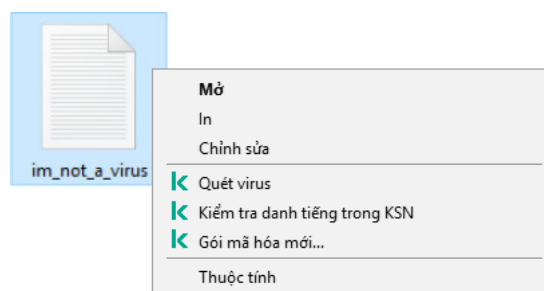 im_not_a_virus
Mở
In
Chỉnh sửa
Quét virus
Kiểm tra danh tiếng trong KSN
Gói mã hóa mới...
Thuộc tính